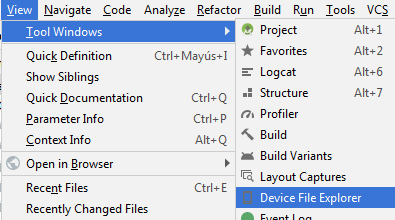 View Navigate Code Analyze Refactor Build Run Tools VCS
Tool Windows
Quick Definition Ctrl+Mayús+I
Show Siblings
Quick Documentation Ctrl+Q
Parameter Info Ctrl+P
Context Info Alt+Q
Open in Browser
Recent Files Ctrl+E
Recently Changed Files
Project Alt+1
Favorites Alt+2
Logcat Alt+6
Structure Alt+7
Profiler
Build
Build Variants
Layout Captures
Device File Explorer
Event Log